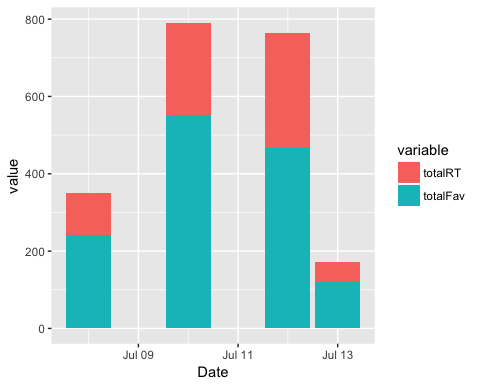 800
600
400
200
0
value
Jul 09
Jul 11
Jul 13
Date
variable
totalRT
totalFav